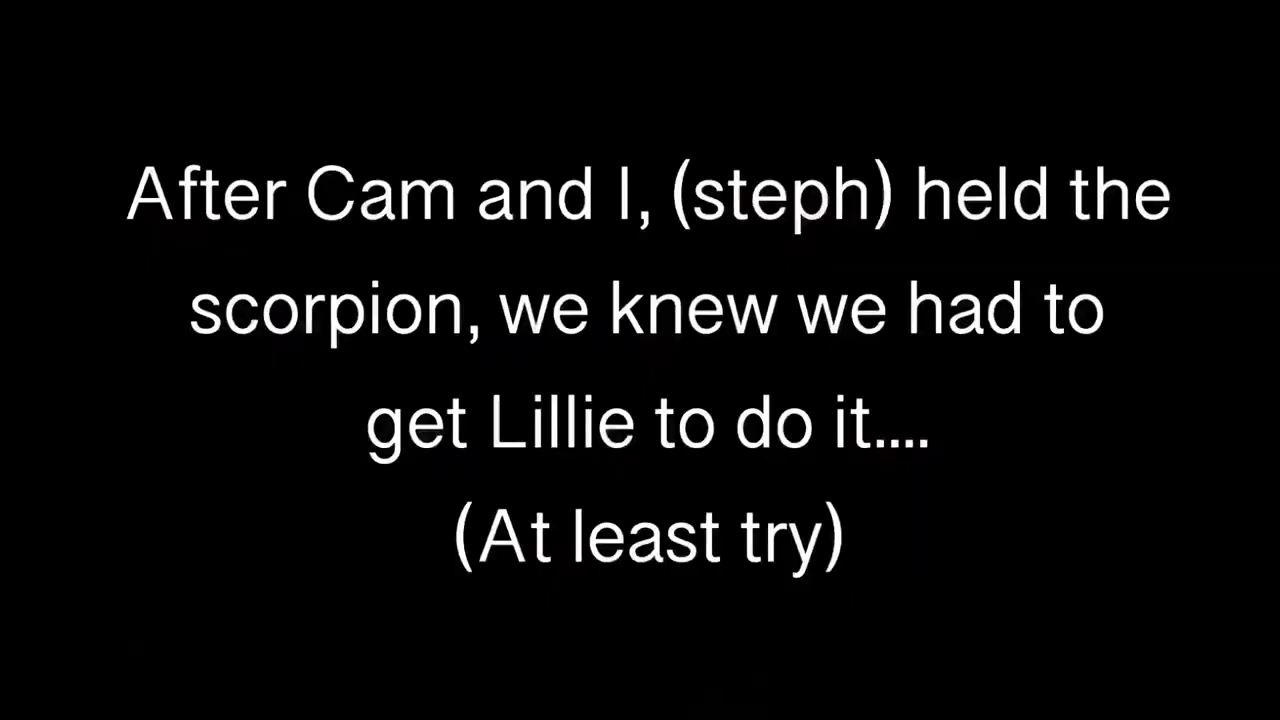 After Cam and I, (steph) held the
scorpion, we knew we had to
get Lillie to do it....
(At least try)